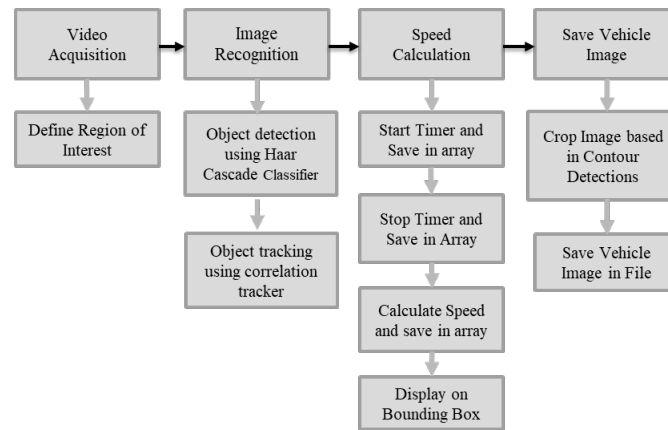 Video
Acquisition
Image
Recognition
Speed
Calculation
Save Vehicle
Image
Define Region of
Interest
Object detection
using Haar
Cascade Classifier
Object tracking
using correlation
tracker
Start Timer and
Save in array
Stop Timer and
Save in Array
Calculate Speed
and save in array
Display on
Bounding Box
Crop Image based
in Contour
Detections
Save Vehicle
Image in File